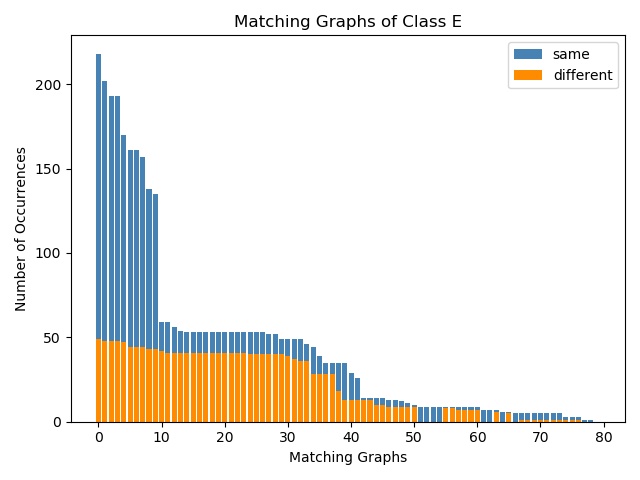 Matching Graphs of Class E
same
different
Number of Occurrences
200
150
100
50
0
0 10 20 30 40 50 60 70 80
Matching Graphs